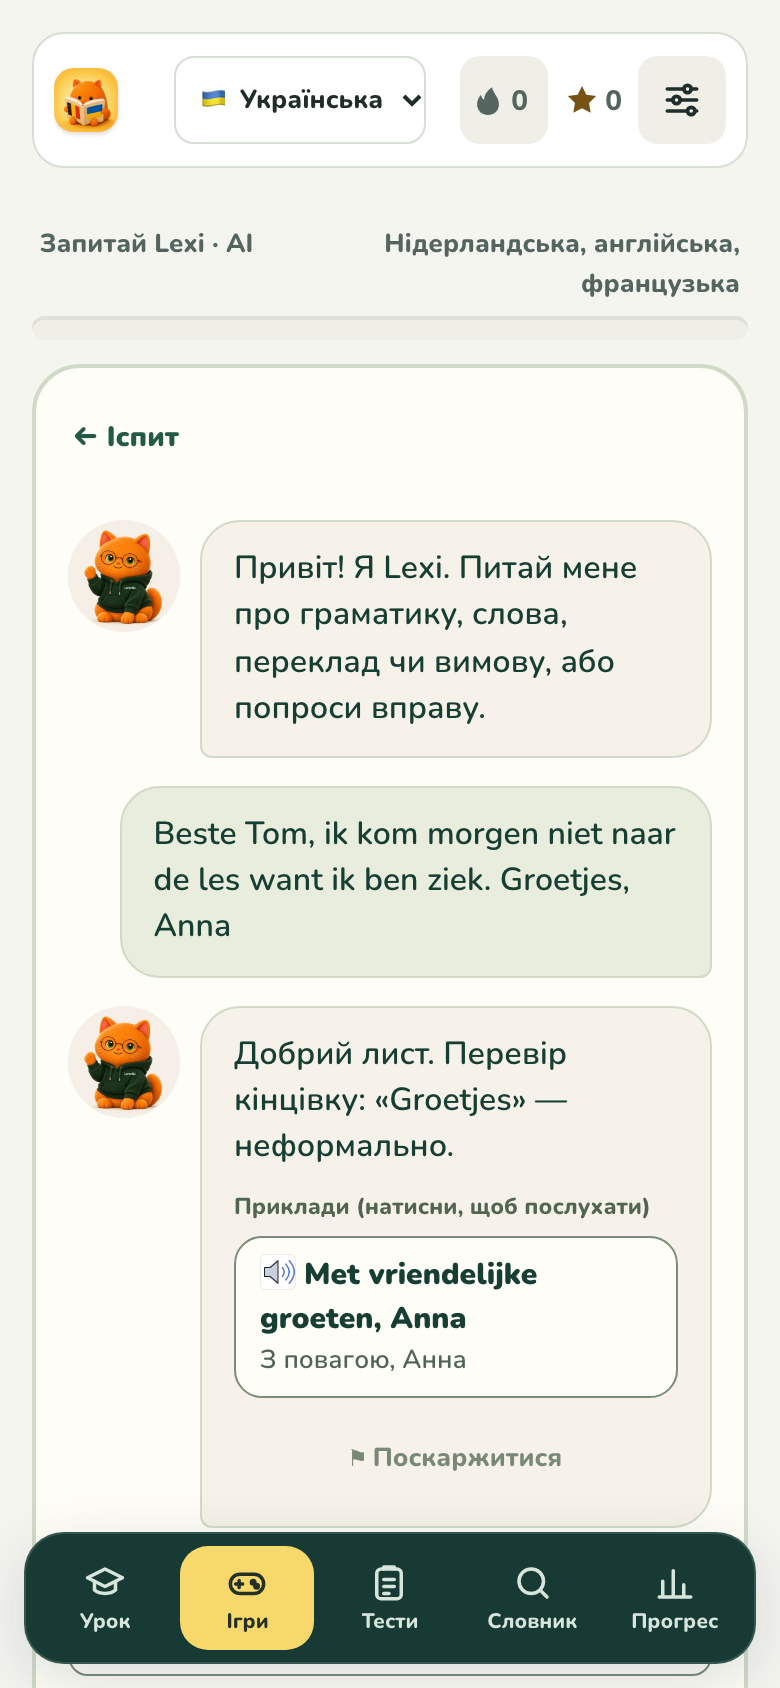 Українська
0
0
Запитай Lexi · AI
Нідерландська, англійська,
французька
← Іспит
Привіт! Я Lexi. Питай мене
про граматику, слова,
переклад чи вимову, або
попроси вправу.
Beste Tom, ik kom morgen niet naar
de les want ik ben ziek. Groetjes,
Anna
Добрий лист. Перевір
кінцівку: «Groetjes» —
неформально.
Приклади (натисни, щоб послухати)
Met vriendelijke
groeten, Anna
З повагою, Анна
Поскаржитися
Урок
Ігри
Тести
Словник
Прогрес